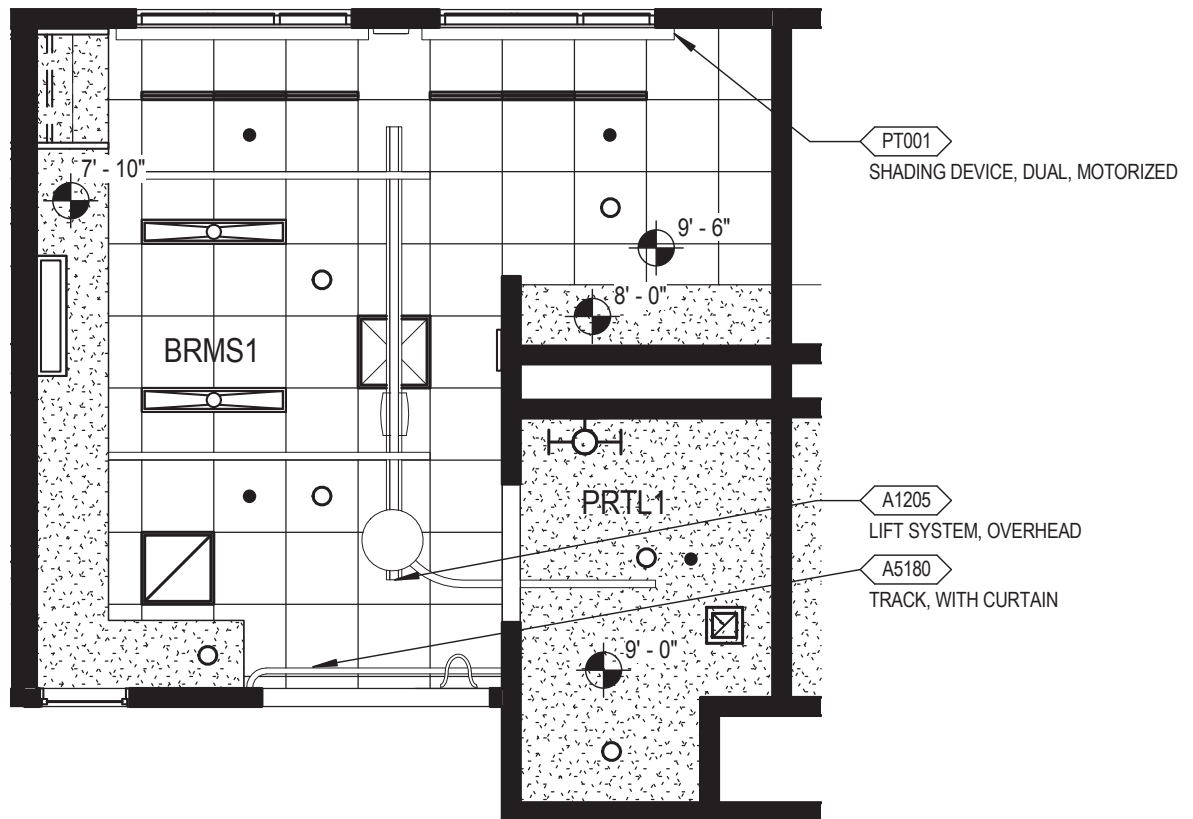 PT001
SHADING DEVICE, DUAL, MOTORIZED
7' - 10"
9' - 6"
8' - 0"
BRMS1
PRTL1
A1205
LIFT SYSTEM, OVERHEAD
A5180
TRACK, WITH CURTAIN
9' - 0"